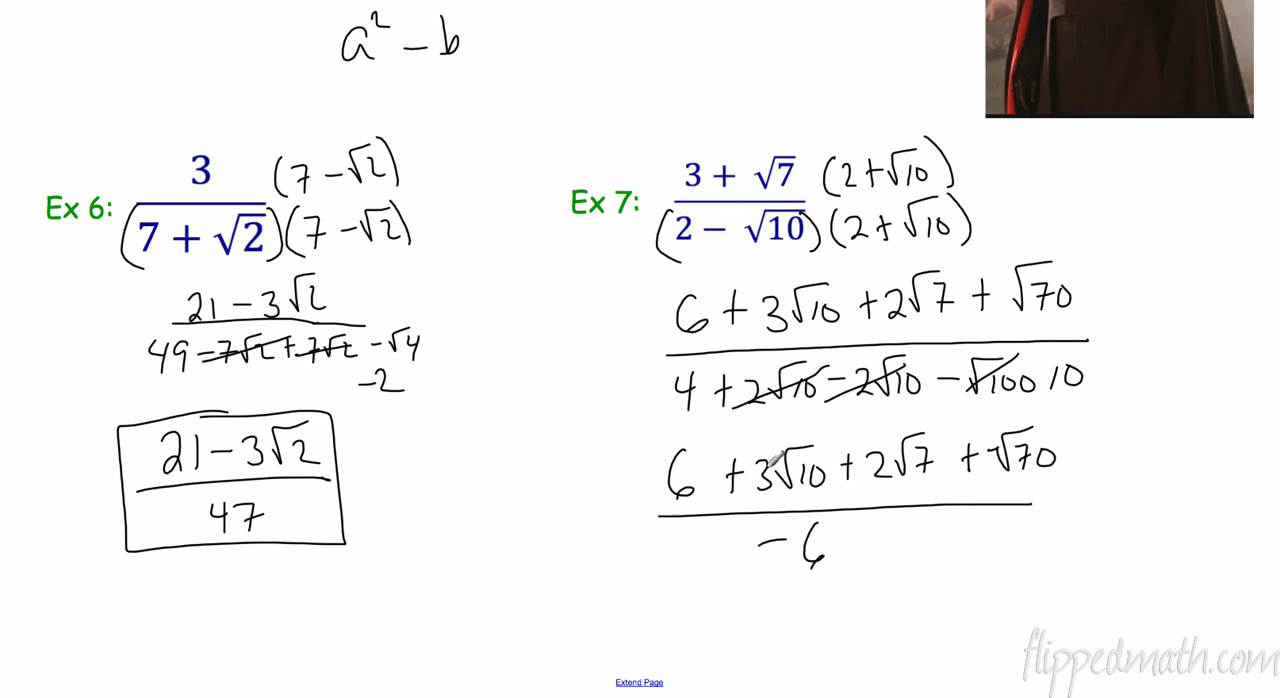 a² − b
Ex 6:
3 (7 − √2)
(7 + √2)(7 − √2)
21 − 3√2
49 − 7√2 + 7√2 − √4
−2
21 − 3√2
47
Ex 7:
3 + √7 (2 + √10)
(2 − √10)(2 + √10)
6 + 3√10 + 2√7 + √70
4 + 2√10 − 2√10 − √100 10
6 + 3√10 + 2√7 + √70
−6
flippedmath.com
Extend Page